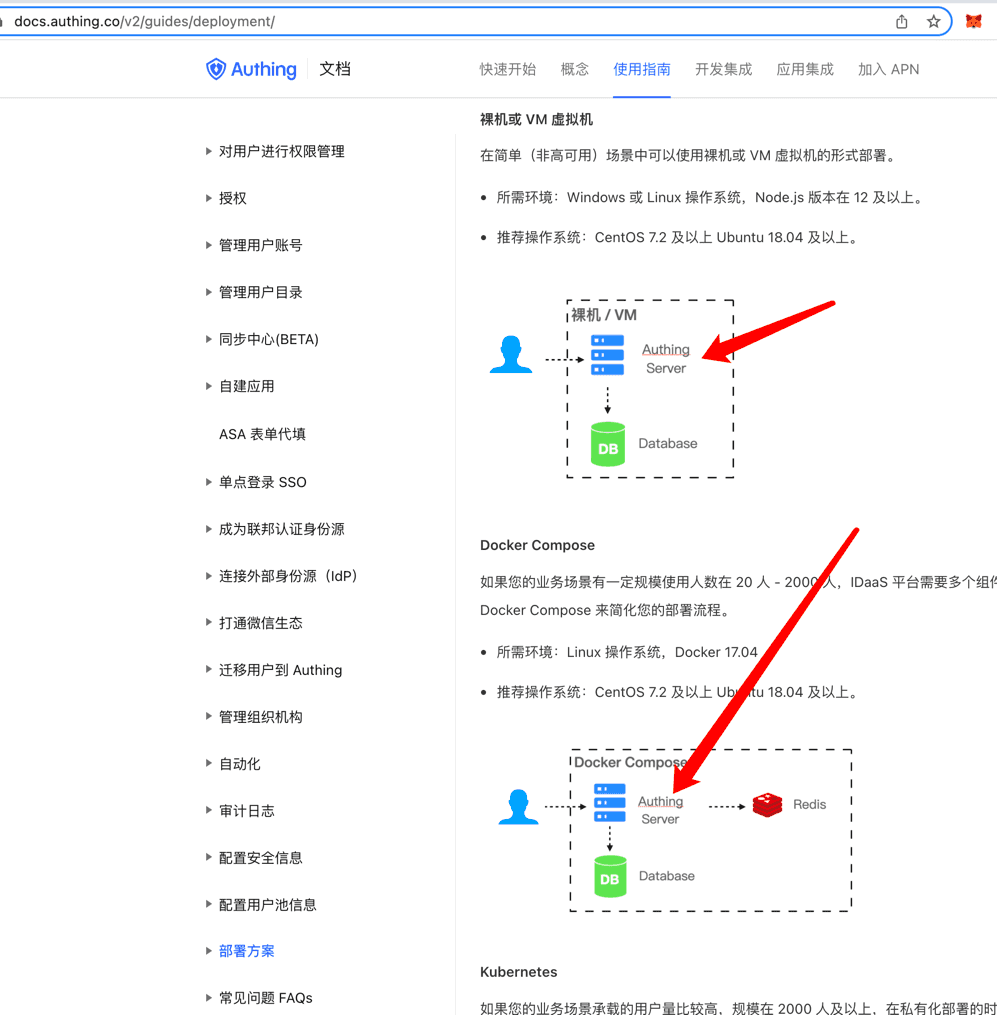 docs.authing.co/v2/guides/deployment/
Authing 文档
快速开始 概念 使用指南 开发集成 应用集成 加入 APN
对用户进行权限管理
授权
管理用户账号
管理用户目录
同步中心(BETA)
自建应用
ASA 表单代填
单点登录 SSO
成为联邦认证身份源
连接外部身份源（IdP）
打通微信生态
迁移用户到 Authing
管理组织机构
自动化
审计日志
配置安全信息
配置用户池信息
部署方案
常见问题 FAQs
裸机或 VM 虚拟机
在简单（非高可用）场景中可以使用裸机或 VM 虚拟机的形式部署。
所需环境：Windows 或 Linux 操作系统，Node.js 版本在 12 及以上。
推荐操作系统：CentOS 7.2 及以上 Ubuntu 18.04 及以上。
裸机 / VM
Authing
Server
DB
Database
Docker Compose
如果您的业务场景有一定规模使用人数在 20 人 - 2000 人，IDaaS 平台需要多个组件
Docker Compose 来简化您的部署流程。
所需环境：Linux 操作系统，Docker 17.04
推荐操作系统：CentOS 7.2 及以上 Ubuntu 18.04 及以上。
Docker Compose
Authing
Server
Redis
DB
Database
Kubernetes
如果您的业务场景承载的用户量比较高，规模在 2000 人及以上，在私有化部署的时